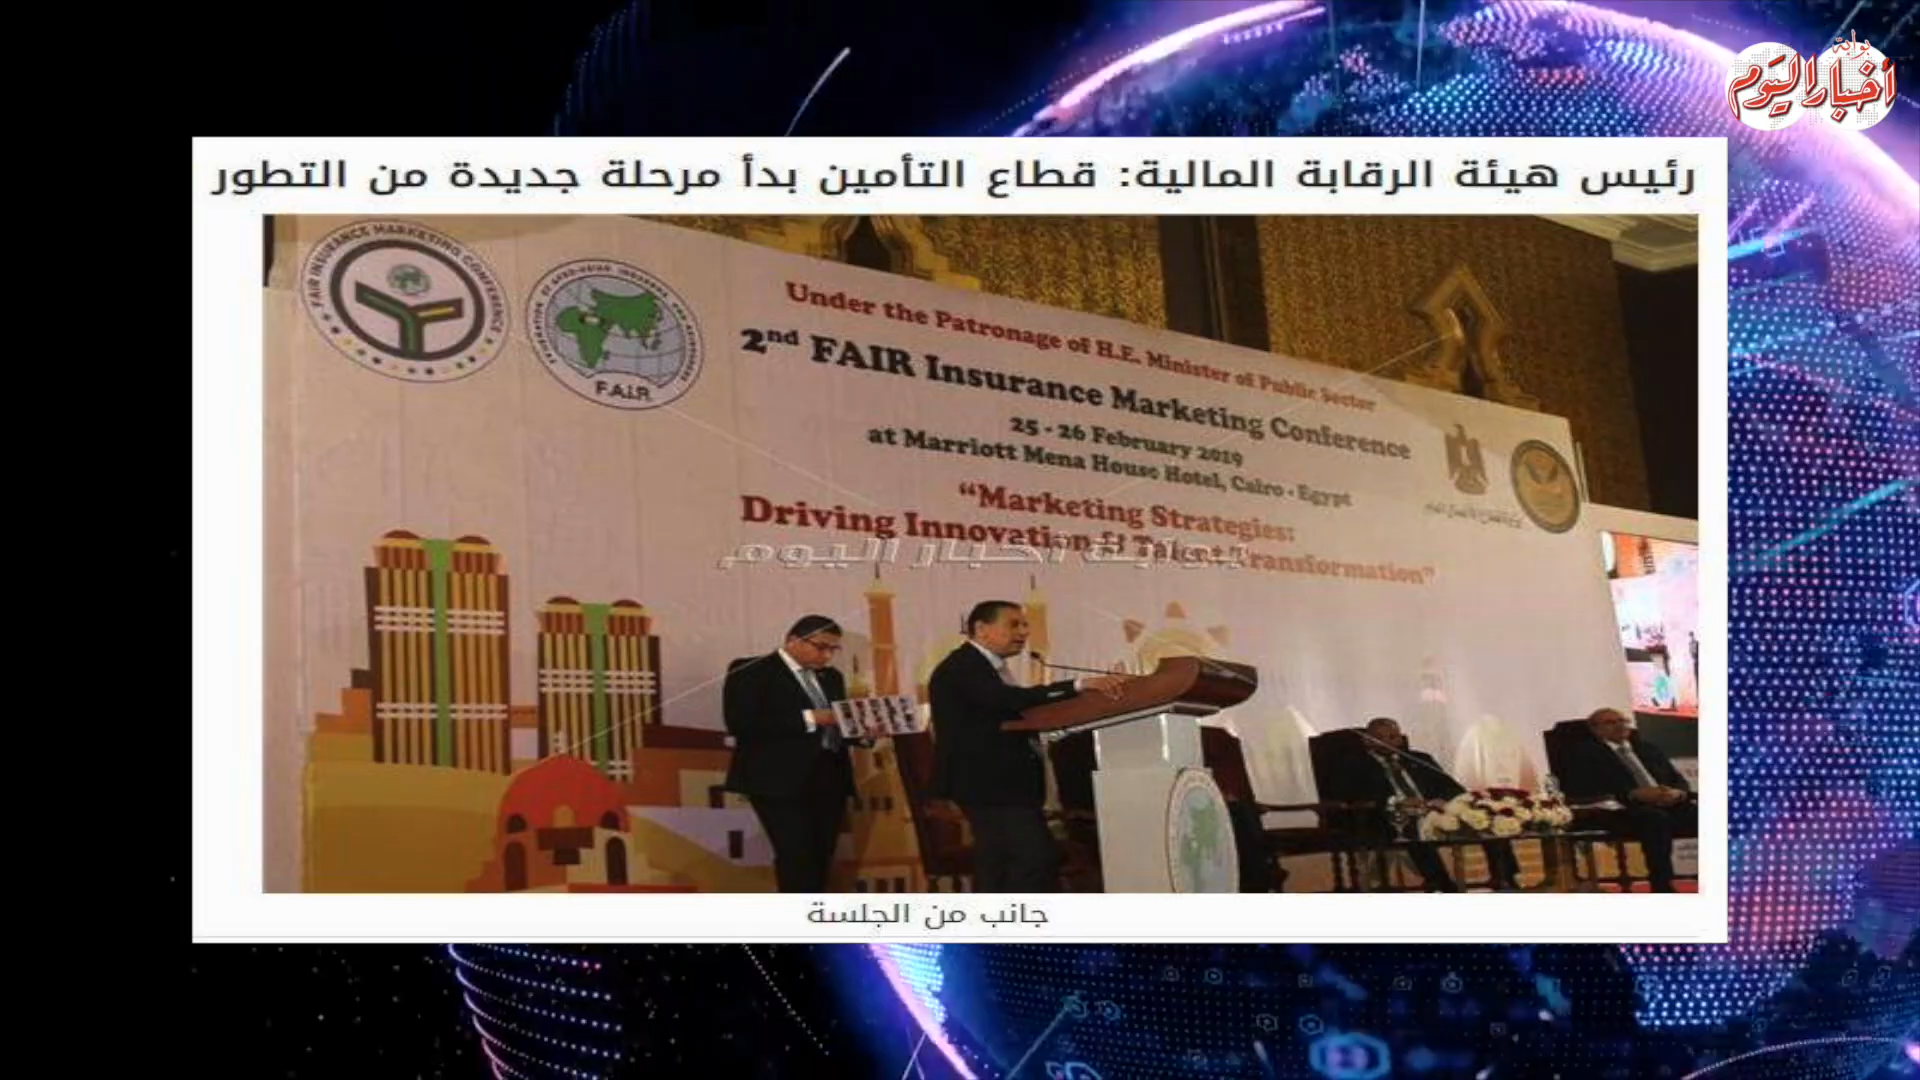 بوابة
أخبار اليوم
رئيس هيئة الرقابة المالية: قطاع التأمين بدأ مرحلة جديدة من التطور
FAIR INSURANCE MARKETING CONFERENCE
F.A.I.R.
Under the Patronage of H.E. Minister of Public Sector
2nd FAIR Insurance Marketing Conference
25 - 26 February 2019
at Marriott Mena House Hotel, Cairo - Egypt
“Marketing Strategies:
Driving Innovation & Talent Transformation”
بوابة أخبار اليوم
جانب من الجلسة